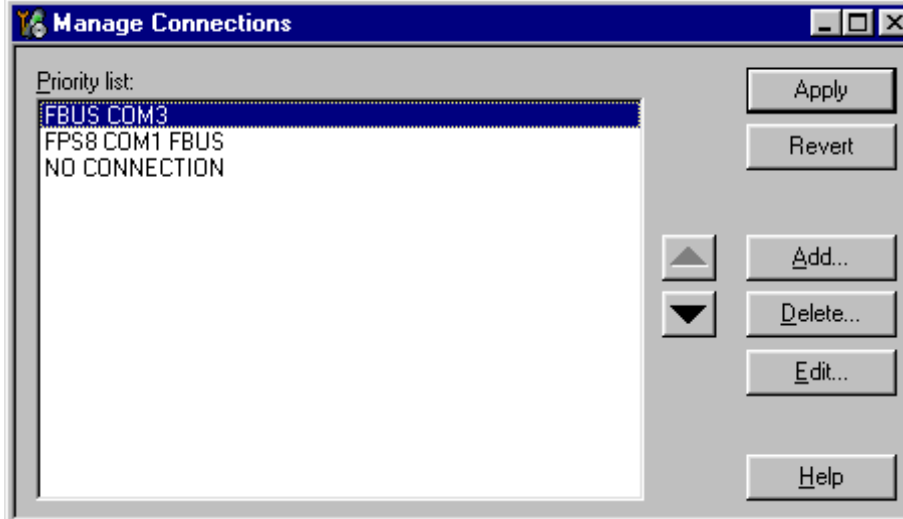 Manage Connections
Priority list:
FBUS COM3
FPS8 COM1 FBUS
NO CONNECTION
Apply
Revert
Add...
Delete...
Edit...
Help